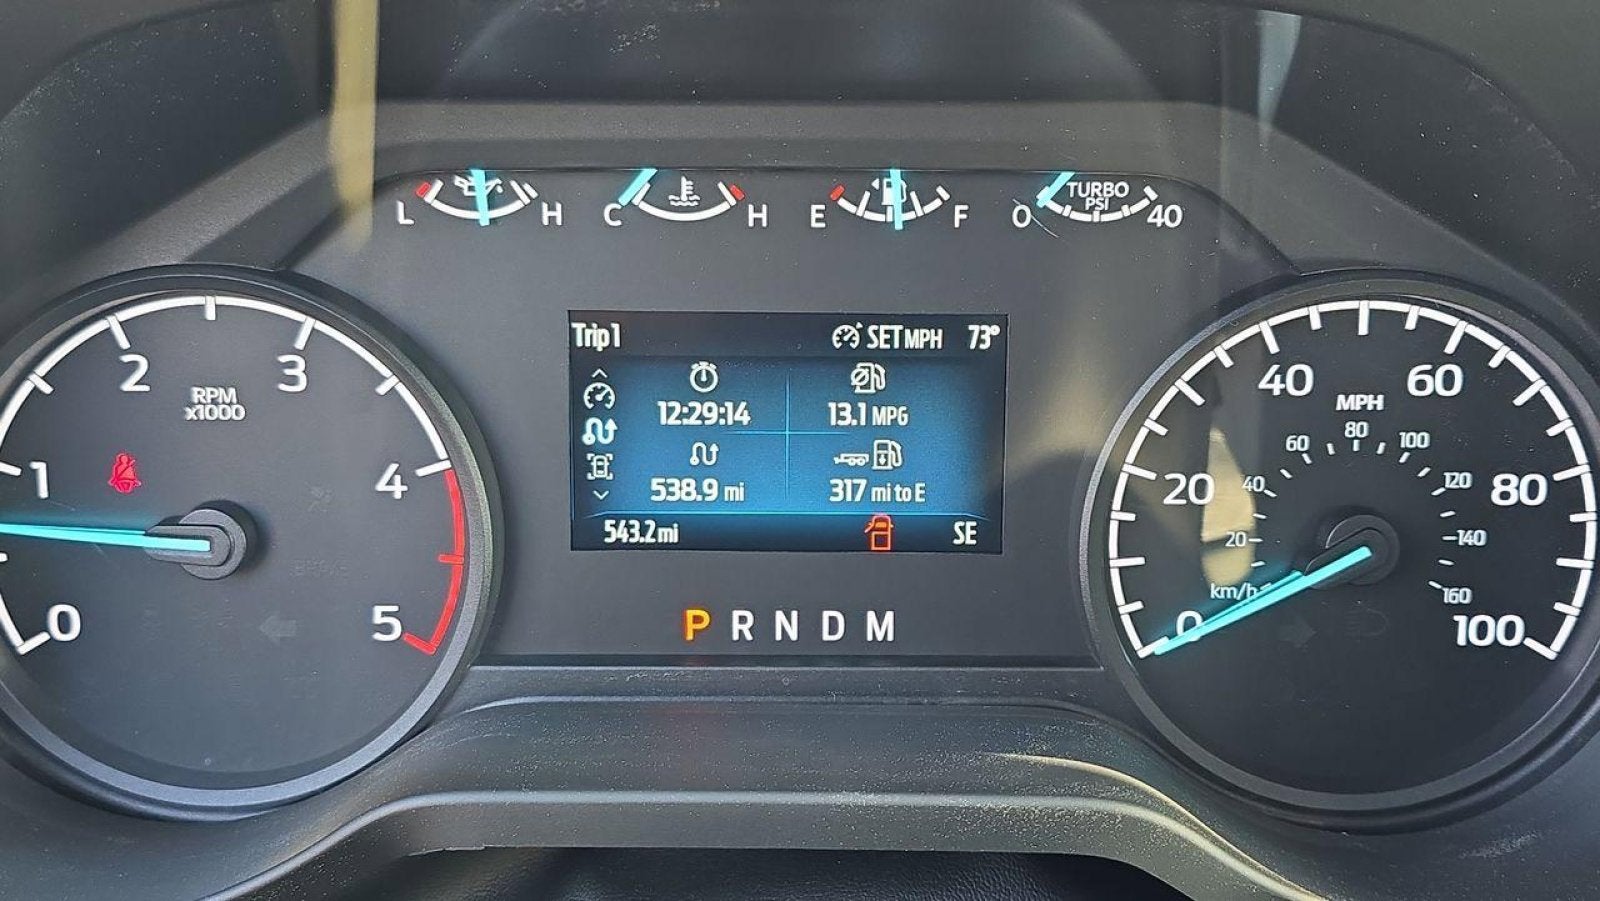 L H C H E F 0 TURBO PSI 40
Trip 1 SET MPH 73°
12:29:14 13.1 MPG
538.9 mi 317 mi to E
543.2 mi SE
P R N D M
RPM
x1000
0 1 2 3 4 5
MPH
0 20 40 60 80 100
km/h
20 40 60 80 100 120 140 160